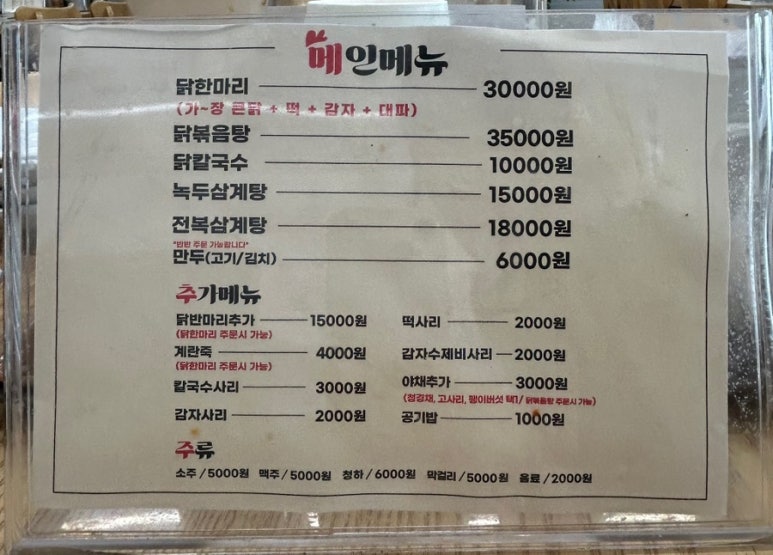 메인메뉴
닭한마리 30000원
(가~장 큰닭 + 떡 + 감자 + 대파)
닭볶음탕 35000원
닭칼국수 10000원
녹두삼계탕 15000원
전복삼계탕 18000원
"반반 주문 가능합니다"
만두(고기/김치) 6000원
추가메뉴
닭반마리추가 15000원 떡사리 2000원
(닭한마리 주문시 가능)
계란죽 4000원 감자수제비사리 2000원
(닭한마리 주문시 가능)
칼국수사리 3000원 야채추가 3000원
(청경채, 고사리, 팽이버섯 택1/ 닭볶음탕 주문시 가능)
감자사리 2000원 공기밥 1000원
주류
소주/5000원 맥주/5000원 청하/6000원 막걸리/5000원 음료/2000원